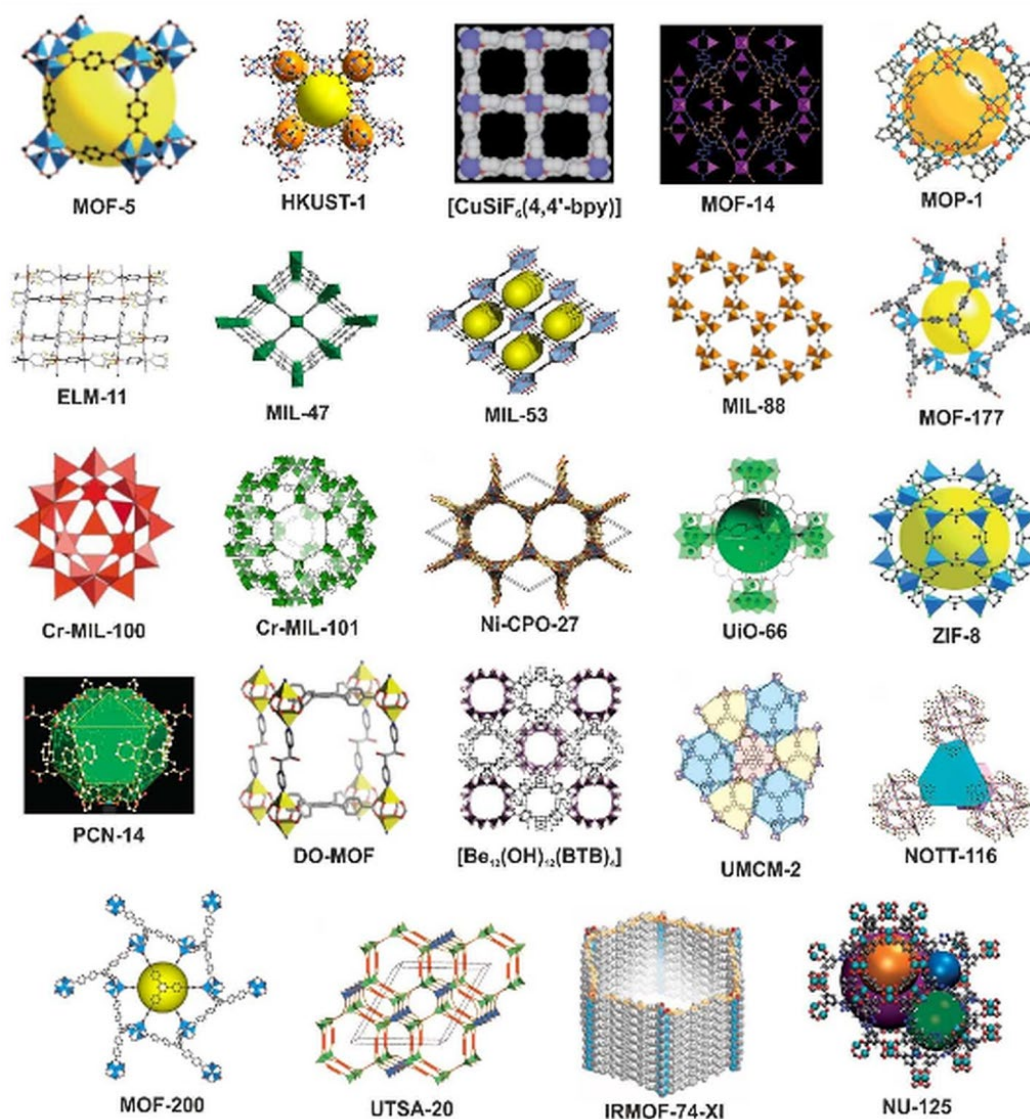 MOF-5
HKUST-1
[CuSiF₆(4,4'-bpy)]
MOF-14
MOP-1
ELM-11
MIL-47
MIL-53
MIL-88
MOF-177
Cr-MIL-100
Cr-MIL-101
Ni-CPO-27
UiO-66
ZIF-8
PCN-14
DO-MOF
[Be₁₂(OH)₁₂(BTB)₄]
UMCM-2
NOTT-116
MOF-200
UTSA-20
IRMOF-74-XI
NU-125